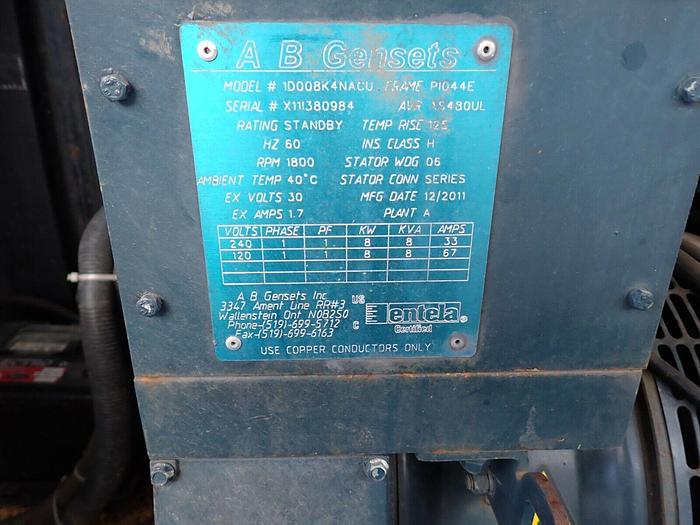 A B Gensets
MODEL # 1D008K4NACU FRAME PI044E
SERIAL # X11I380984 AVR AS480UL
RATING STANDBY TEMP RISE 125
HZ 60 INS CLASS H
RPM 1800 STATOR WDG 06
AMBIENT TEMP 40°C STATOR CONN SERIES
EX VOLTS 30 MFG DATE 12/2011
EX AMPS 1.7 PLANT A
VOLTS PHASE PF KW KVA AMPS
240 1 1 8 8 33
120 1 1 8 8 67
A B Gensets Inc
3347 Ament Line RR#3
Wallenstein Ont N0B2S0
Phone-(519)-699-5712
Fax-(519)-699-6163
US
C
entela®
Certified
USE COPPER CONDUCTORS ONLY